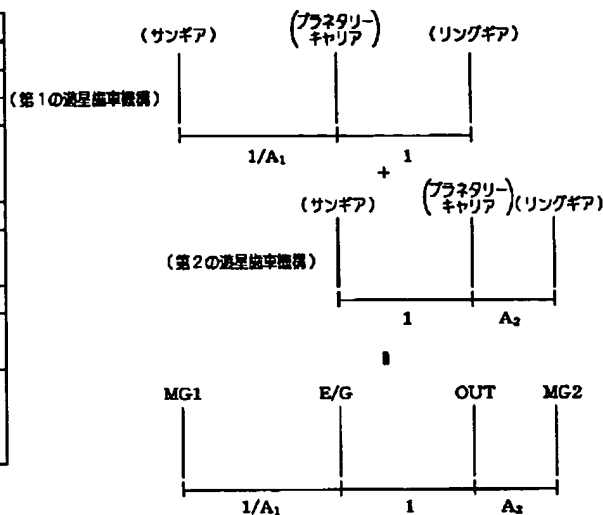 (サンギア)
(プラネタリーキャリア)
(リングギア)
(第1の遊星歯車機構)
1/A₁
1
+
(サンギア)
(プラネタリーキャリア)
(リングギア)
(第2の遊星歯車機構)
1
A₂
MG1
E/G
OUT
MG2
1/A₁
1
A₂